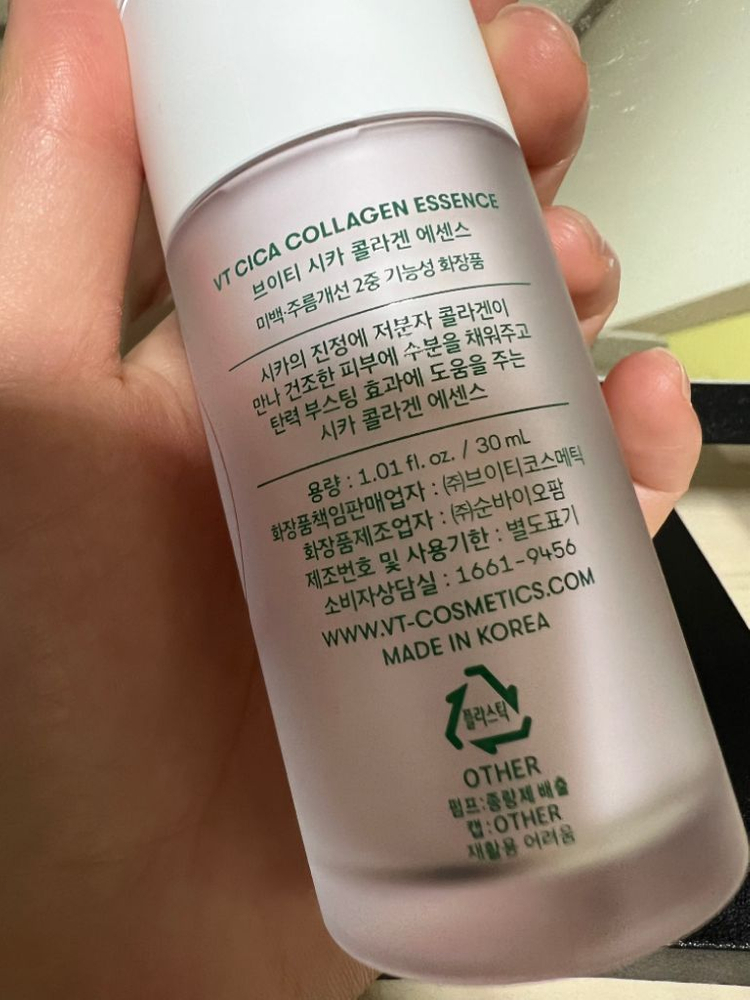 VT CICA COLLAGEN ESSENCE
브이티 시카 콜라겐 에센스
미백·주름개선 2중 기능성 화장품
시카의 진정에 저분자 콜라겐이
만나 건조한 피부에 수분을 채워주고
탄력 부스팅 효과에 도움을 주는
시카 콜라겐 에센스
용량 : 1.01 fl. oz. / 30 mL
화장품책임판매업자 : ㈜브이티코스메틱
화장품제조업자 : ㈜순바이오팜
제조번호 및 사용기한 : 별도표기
소비자상담실 : 1661-9456
WWW.VT-COSMETICS.COM
MADE IN KOREA
플라스틱
OTHER
펌프:종량제 배출
캡:OTHER
재활용 어려움